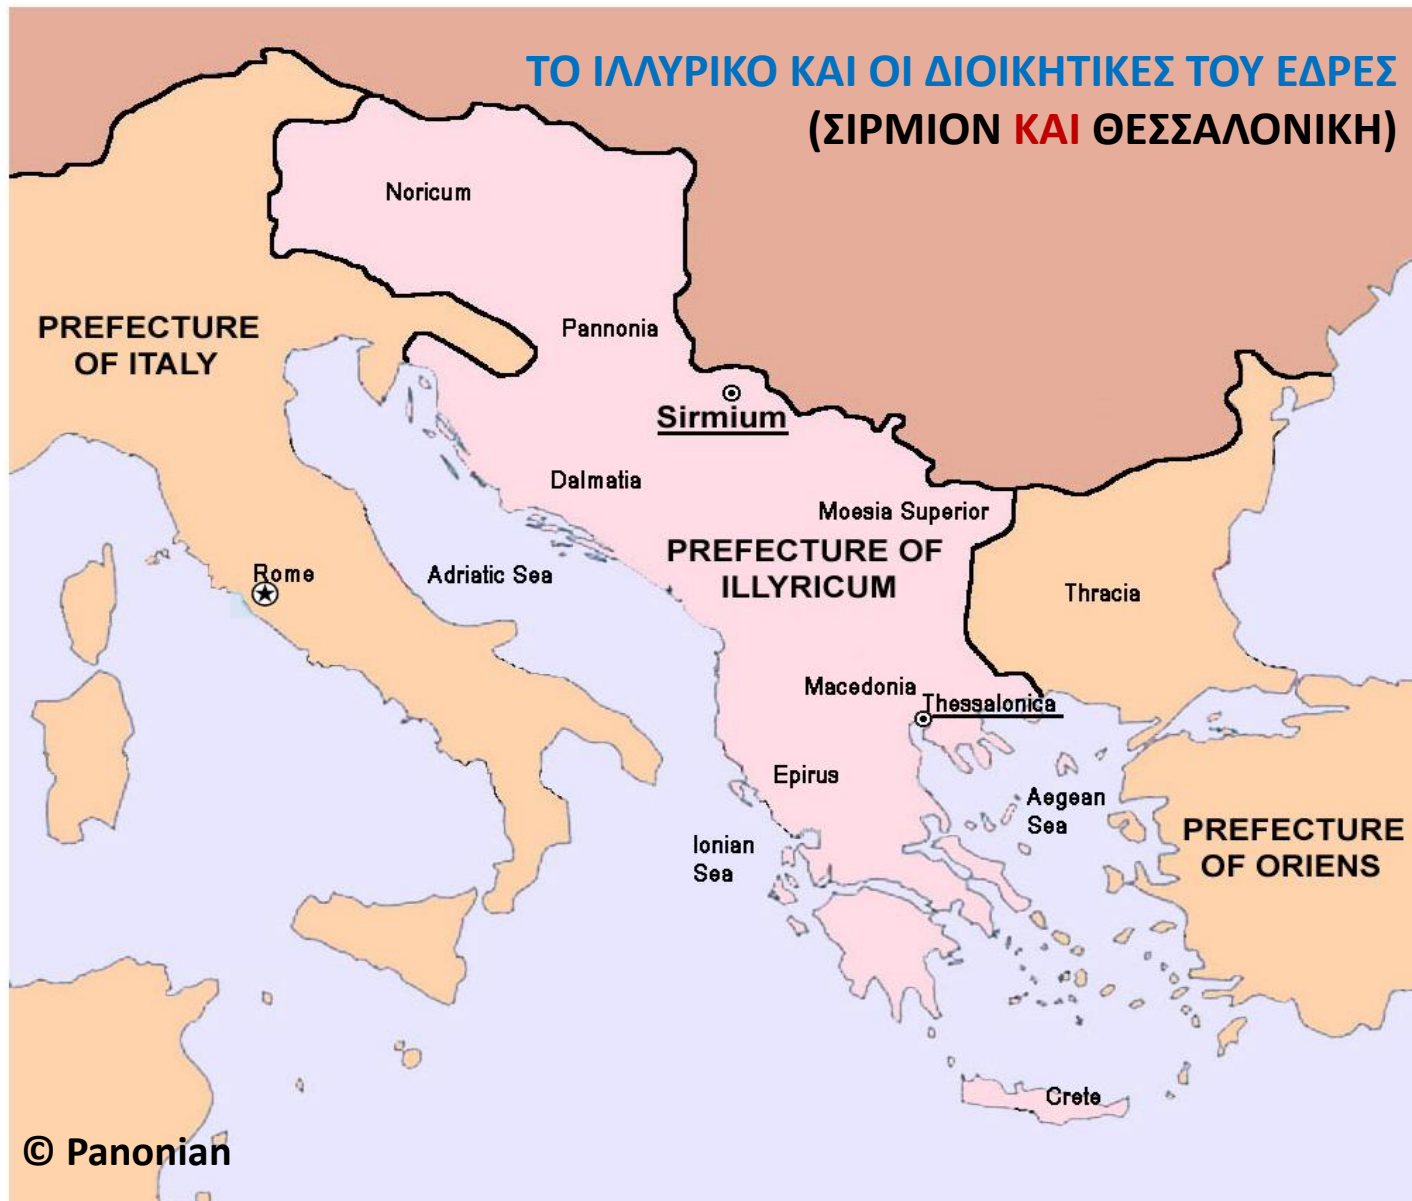 ΤΟ ΙΛΛΥΡΙΚΟ ΚΑΙ ΟΙ ΔΙΟΙΚΗΤΙΚΕΣ ΤΟΥ ΕΔΡΕΣ
(ΣΙΡΜΙΟΝ ΚΑΙ ΘΕΣΣΑΛΟΝΙΚΗ)
Noricum
PREFECTURE
OF ITALY
Pannonia
Sirmium
Dalmatia
Moesia Superior
PREFECTURE OF
ILLYRICUM
Rome
Adriatic Sea
Thracia
Macedonia
Thessalonica
Epirus
Aegean
Sea
Ionian
Sea
PREFECTURE
OF ORIENS
Crete
© Panonian